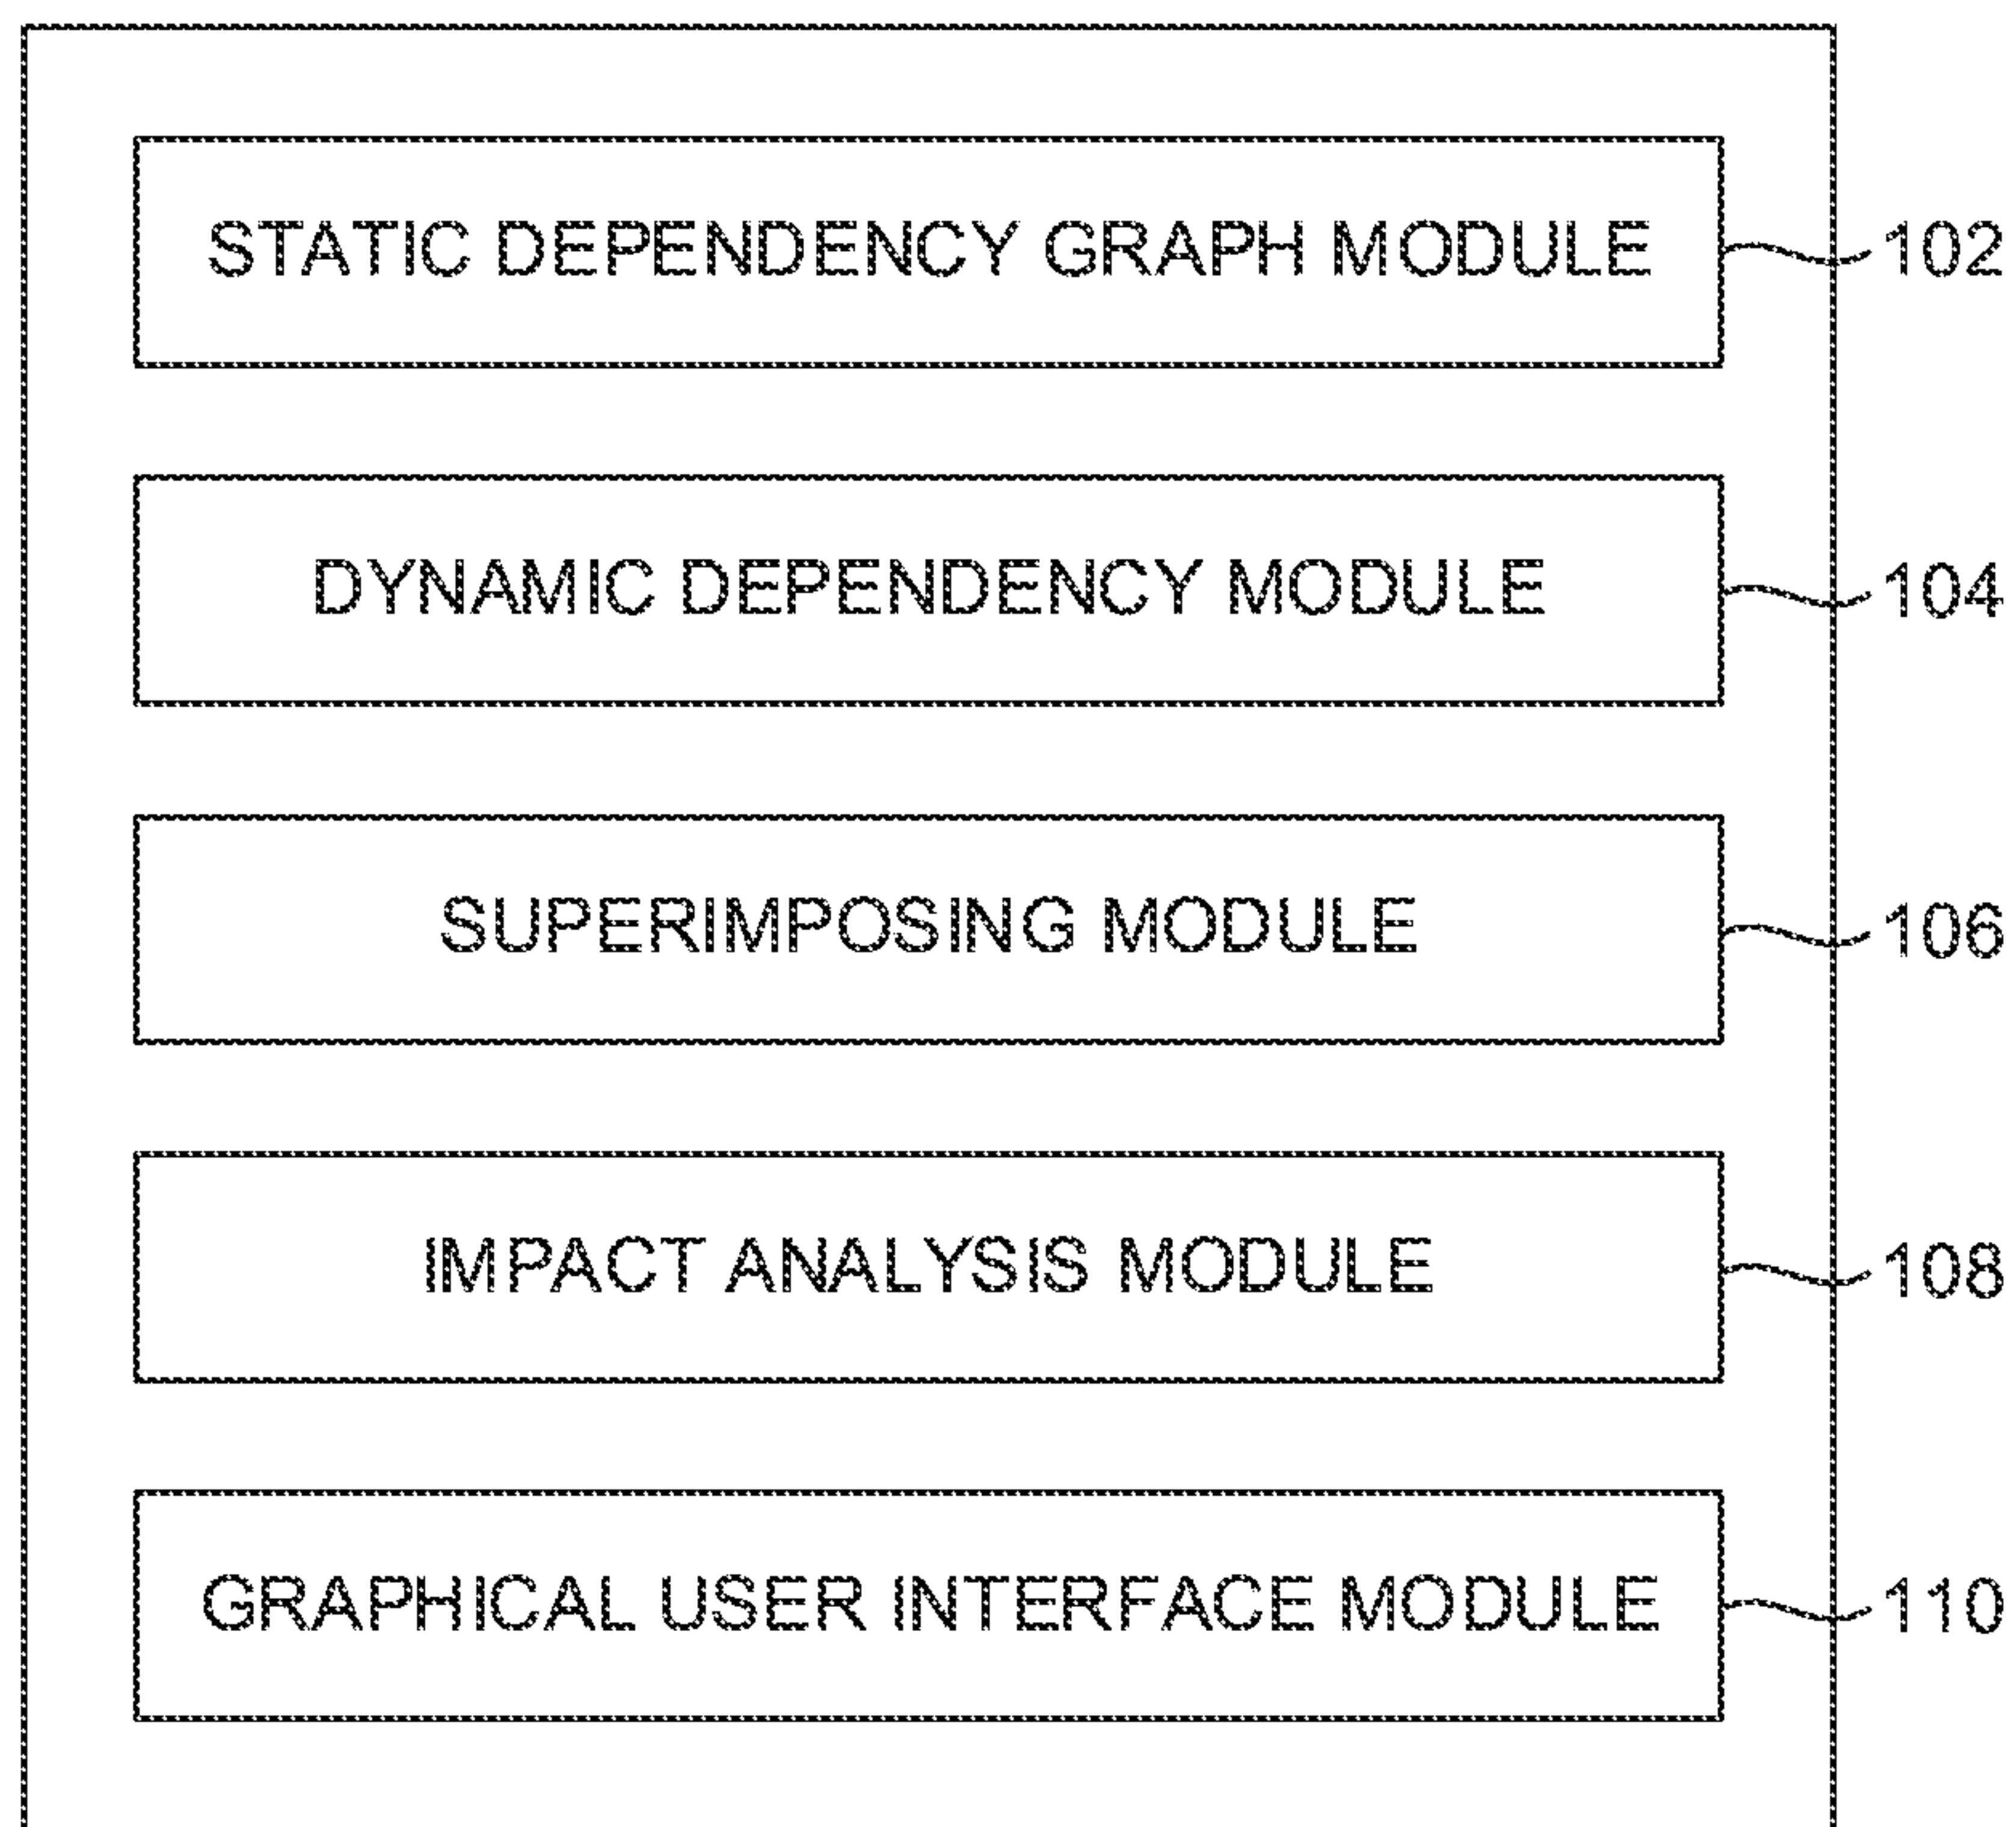 STATIC DEPENDENCY GRAPH MODULE 102
DYNAMIC DEPENDENCY MODULE 104
SUPERIMPOSING MODULE 106
IMPACT ANALYSIS MODULE 108
GRAPHICAL USER INTERFACE MODULE 110